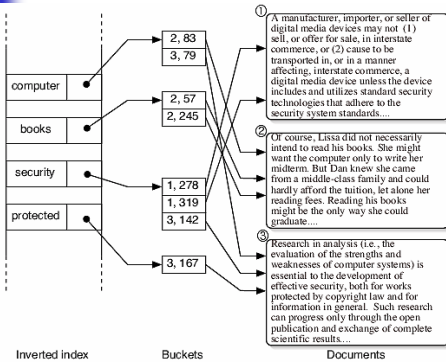 computer
books
security
protected
Inverted index
2, 83
3, 79
2, 57
2, 245
1, 278
1, 319
3, 142
3, 167
Buckets
1
A manufacturer, importer, or seller of
digital media devices may not (1)
sell, or offer for sale, in interstate
commerce, or (2) cause to be
transported in, or in a manner
affecting, interstate commerce, a
digital media device unless the device
includes and utilizes standard security
technologies that adhere to the
security system standards....
2
Of course, Lissa did not necessarily
intend to read his books. She might
want the computer only to write her
midterm. But Dan knew she came
from a middle-class family and could
hardly afford the tuition, let alone her
reading fees. Reading his books
might be the only way she could
graduate....
3
Research in analysis (i.e., the
evaluation of the strengths and
weaknesses of computer systems) is
essential to the development of
effective security, both for works
protected by copyright law and for
information in general. Such research
can progress only through the open
publication and exchange of complete
scientific results....
Documents